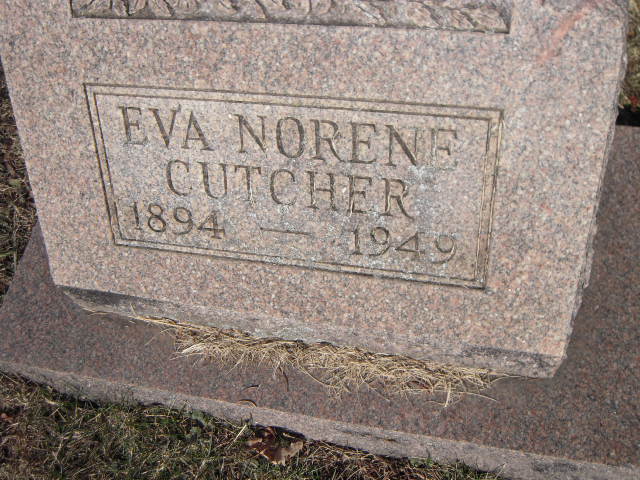 EVA NORENE
CUTCHER
1894 — 1949